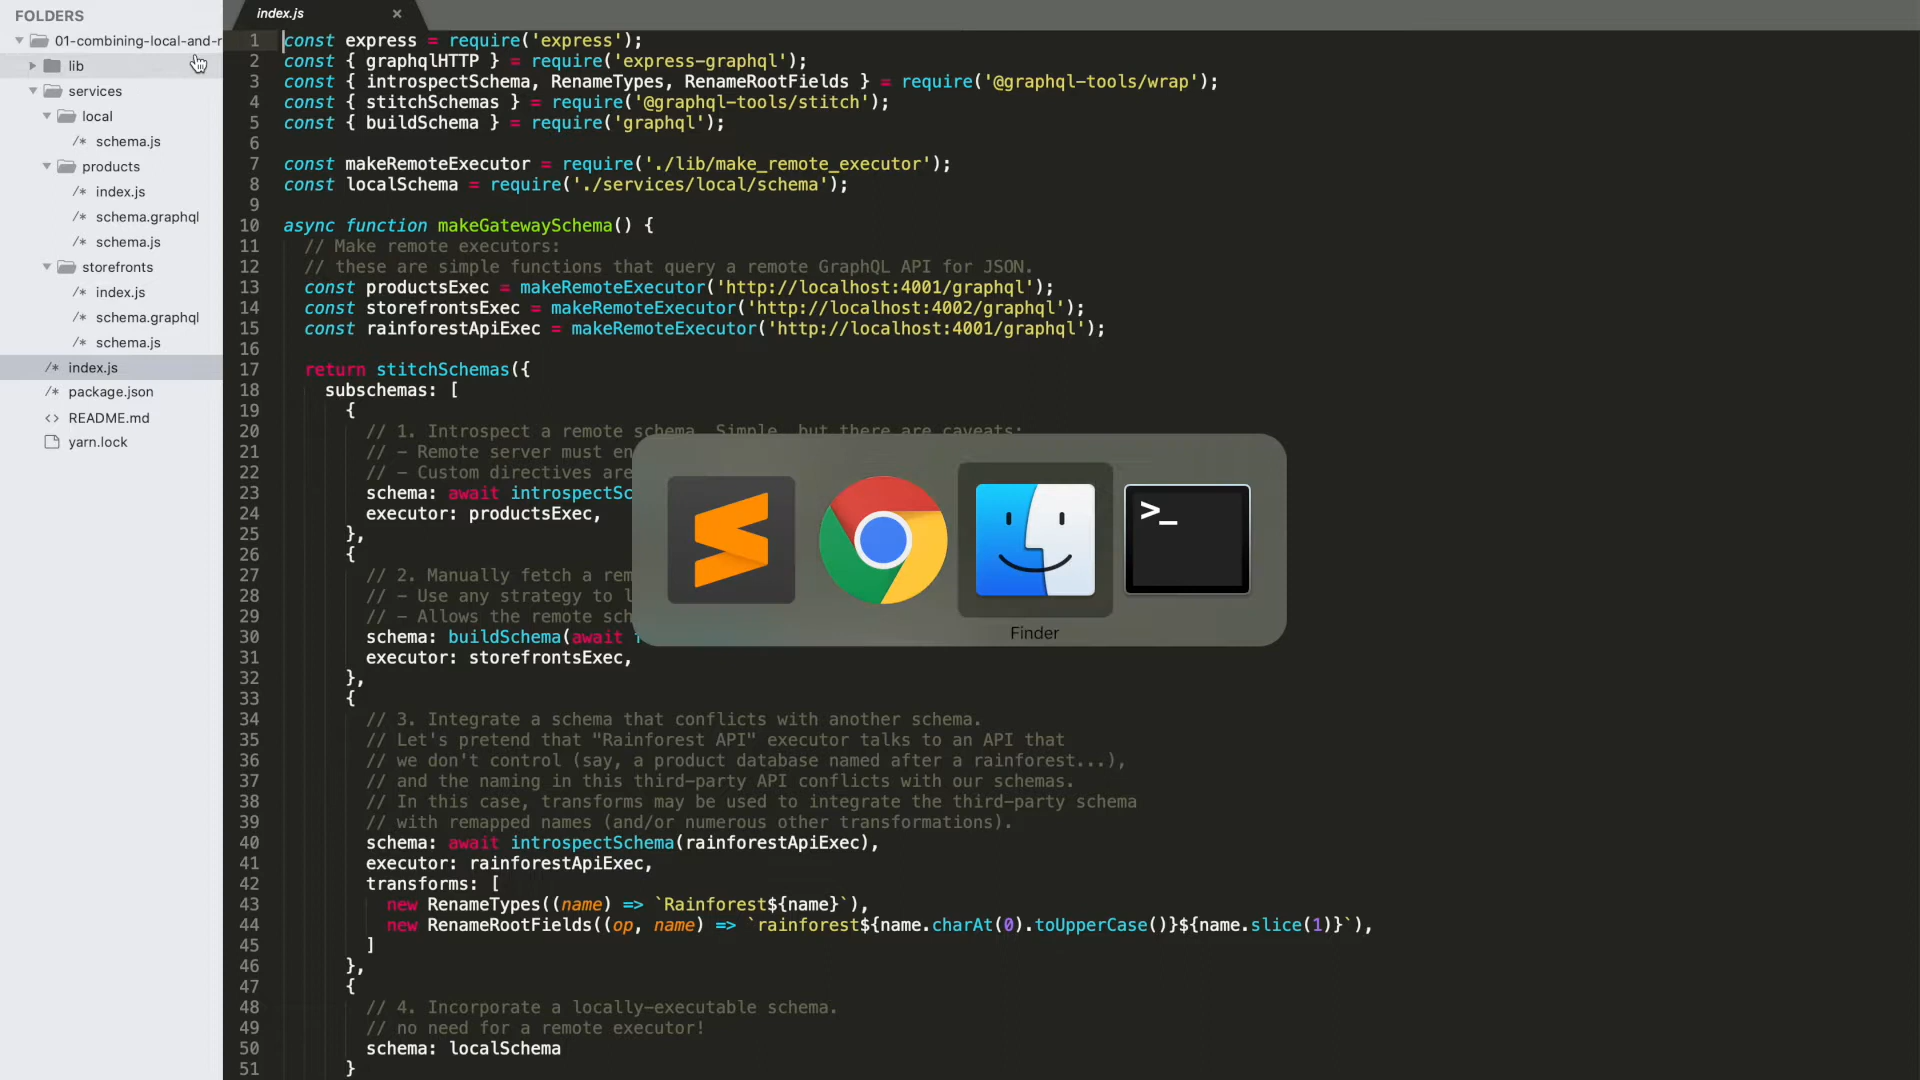 FOLDERS
01-combining-local-and-r
lib
services
local
/* schema.js
products
/* index.js
/* schema.graphql
/* schema.js
storefronts
/* index.js
/* schema.graphql
/* schema.js
/* index.js
/* package.json
<> README.md
yarn.lock
index.js ×
1 const express = require('express');
2 const { graphqlHTTP } = require('express-graphql');
3 const { introspectSchema, RenameTypes, RenameRootFields } = require('@graphql-tools/wrap');
4 const { stitchSchemas } = require('@graphql-tools/stitch');
5 const { buildSchema } = require('graphql');
6
7 const makeRemoteExecutor = require('./lib/make_remote_executor');
8 const localSchema = require('./services/local/schema');
9
10 async function makeGatewaySchema() {
11 // Make remote executors:
12 // these are simple functions that query a remote GraphQL API for JSON.
13 const productsExec = makeRemoteExecutor('http://localhost:4001/graphql');
14 const storefrontsExec = makeRemoteExecutor('http://localhost:4002/graphql');
15 const rainforestApiExec = makeRemoteExecutor('http://localhost:4001/graphql');
16
17 return stitchSchemas({
18 subschemas: [
19 {
20 // 1. Introspect a remote schema. Simple, but there are caveats:
21 // - Remote server must en
22 // - Custom directives are
23 schema: await introspectSc
24 executor: productsExec,
25 },
26 {
27 // 2. Manually fetch a rem
28 // - Use any strategy to l
29 // - Allows the remote sch
30 schema: buildSchema(await f
31 executor: storefrontsExec,
32 },
33 {
34 // 3. Integrate a schema that conflicts with another schema.
35 // Let's pretend that "Rainforest API" executor talks to an API that
36 // we don't control (say, a product database named after a rainforest...),
37 // and the naming in this third-party API conflicts with our schemas.
38 // In this case, transforms may be used to integrate the third-party schema
39 // with remapped names (and/or numerous other transformations).
40 schema: await introspectSchema(rainforestApiExec),
41 executor: rainforestApiExec,
42 transforms: [
43 new RenameTypes((name) => `Rainforest${name}`),
44 new RenameRootFields((op, name) => `rainforest${name.charAt(0).toUpperCase()}${name.slice(1)}`),
45 ]
46 },
47 {
48 // 4. Incorporate a locally-executable schema.
49 // no need for a remote executor!
50 schema: localSchema
51 }
>_
Finder